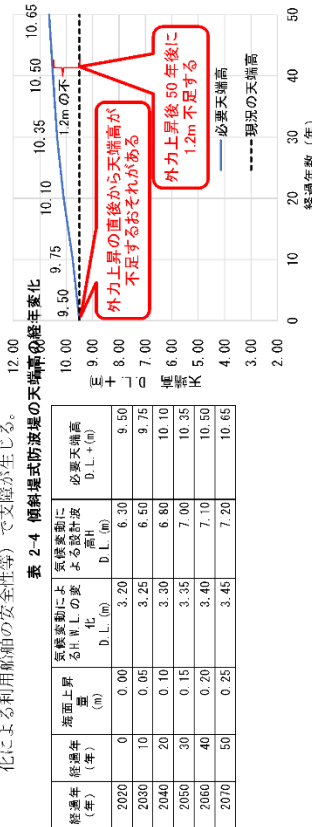 化による利用船舶の安全性等）で支障が生じる。
表 2-4 傾斜堤式防波堤の天端高の経年変化
経過年
(年)
経過年
(年)
海面上昇
量
(m)
気候変動によ
るH.W.L.の変
化
D.L.(m)
気候変動に
よる設計波
高H
D.L.(m)
必要天端高
D.L.+(m)
2020 0 0.00 3.20 6.30 9.50
2030 10 0.05 3.25 6.50 9.75
2040 20 0.10 3.30 6.80 10.10
2050 30 0.15 3.35 7.00 10.35
2060 40 0.20 3.40 7.10 10.50
2070 50 0.25 3.45 7.20 10.65
天端高
D.L.+(m)
12.00
11.00
10.00
9.00
8.00
7.00
6.00
5.00
4.00
3.00
2.00
9.50
9.75
10.10
10.35
10.50
10.65
1.2mの不
外力上昇の直後から天端高が
不足するおそれがある
外力上昇後 50 年後に
1.2m 不足する
必要天端高
現況の天端高
0 10 20 30 40 50
経過年数（年）